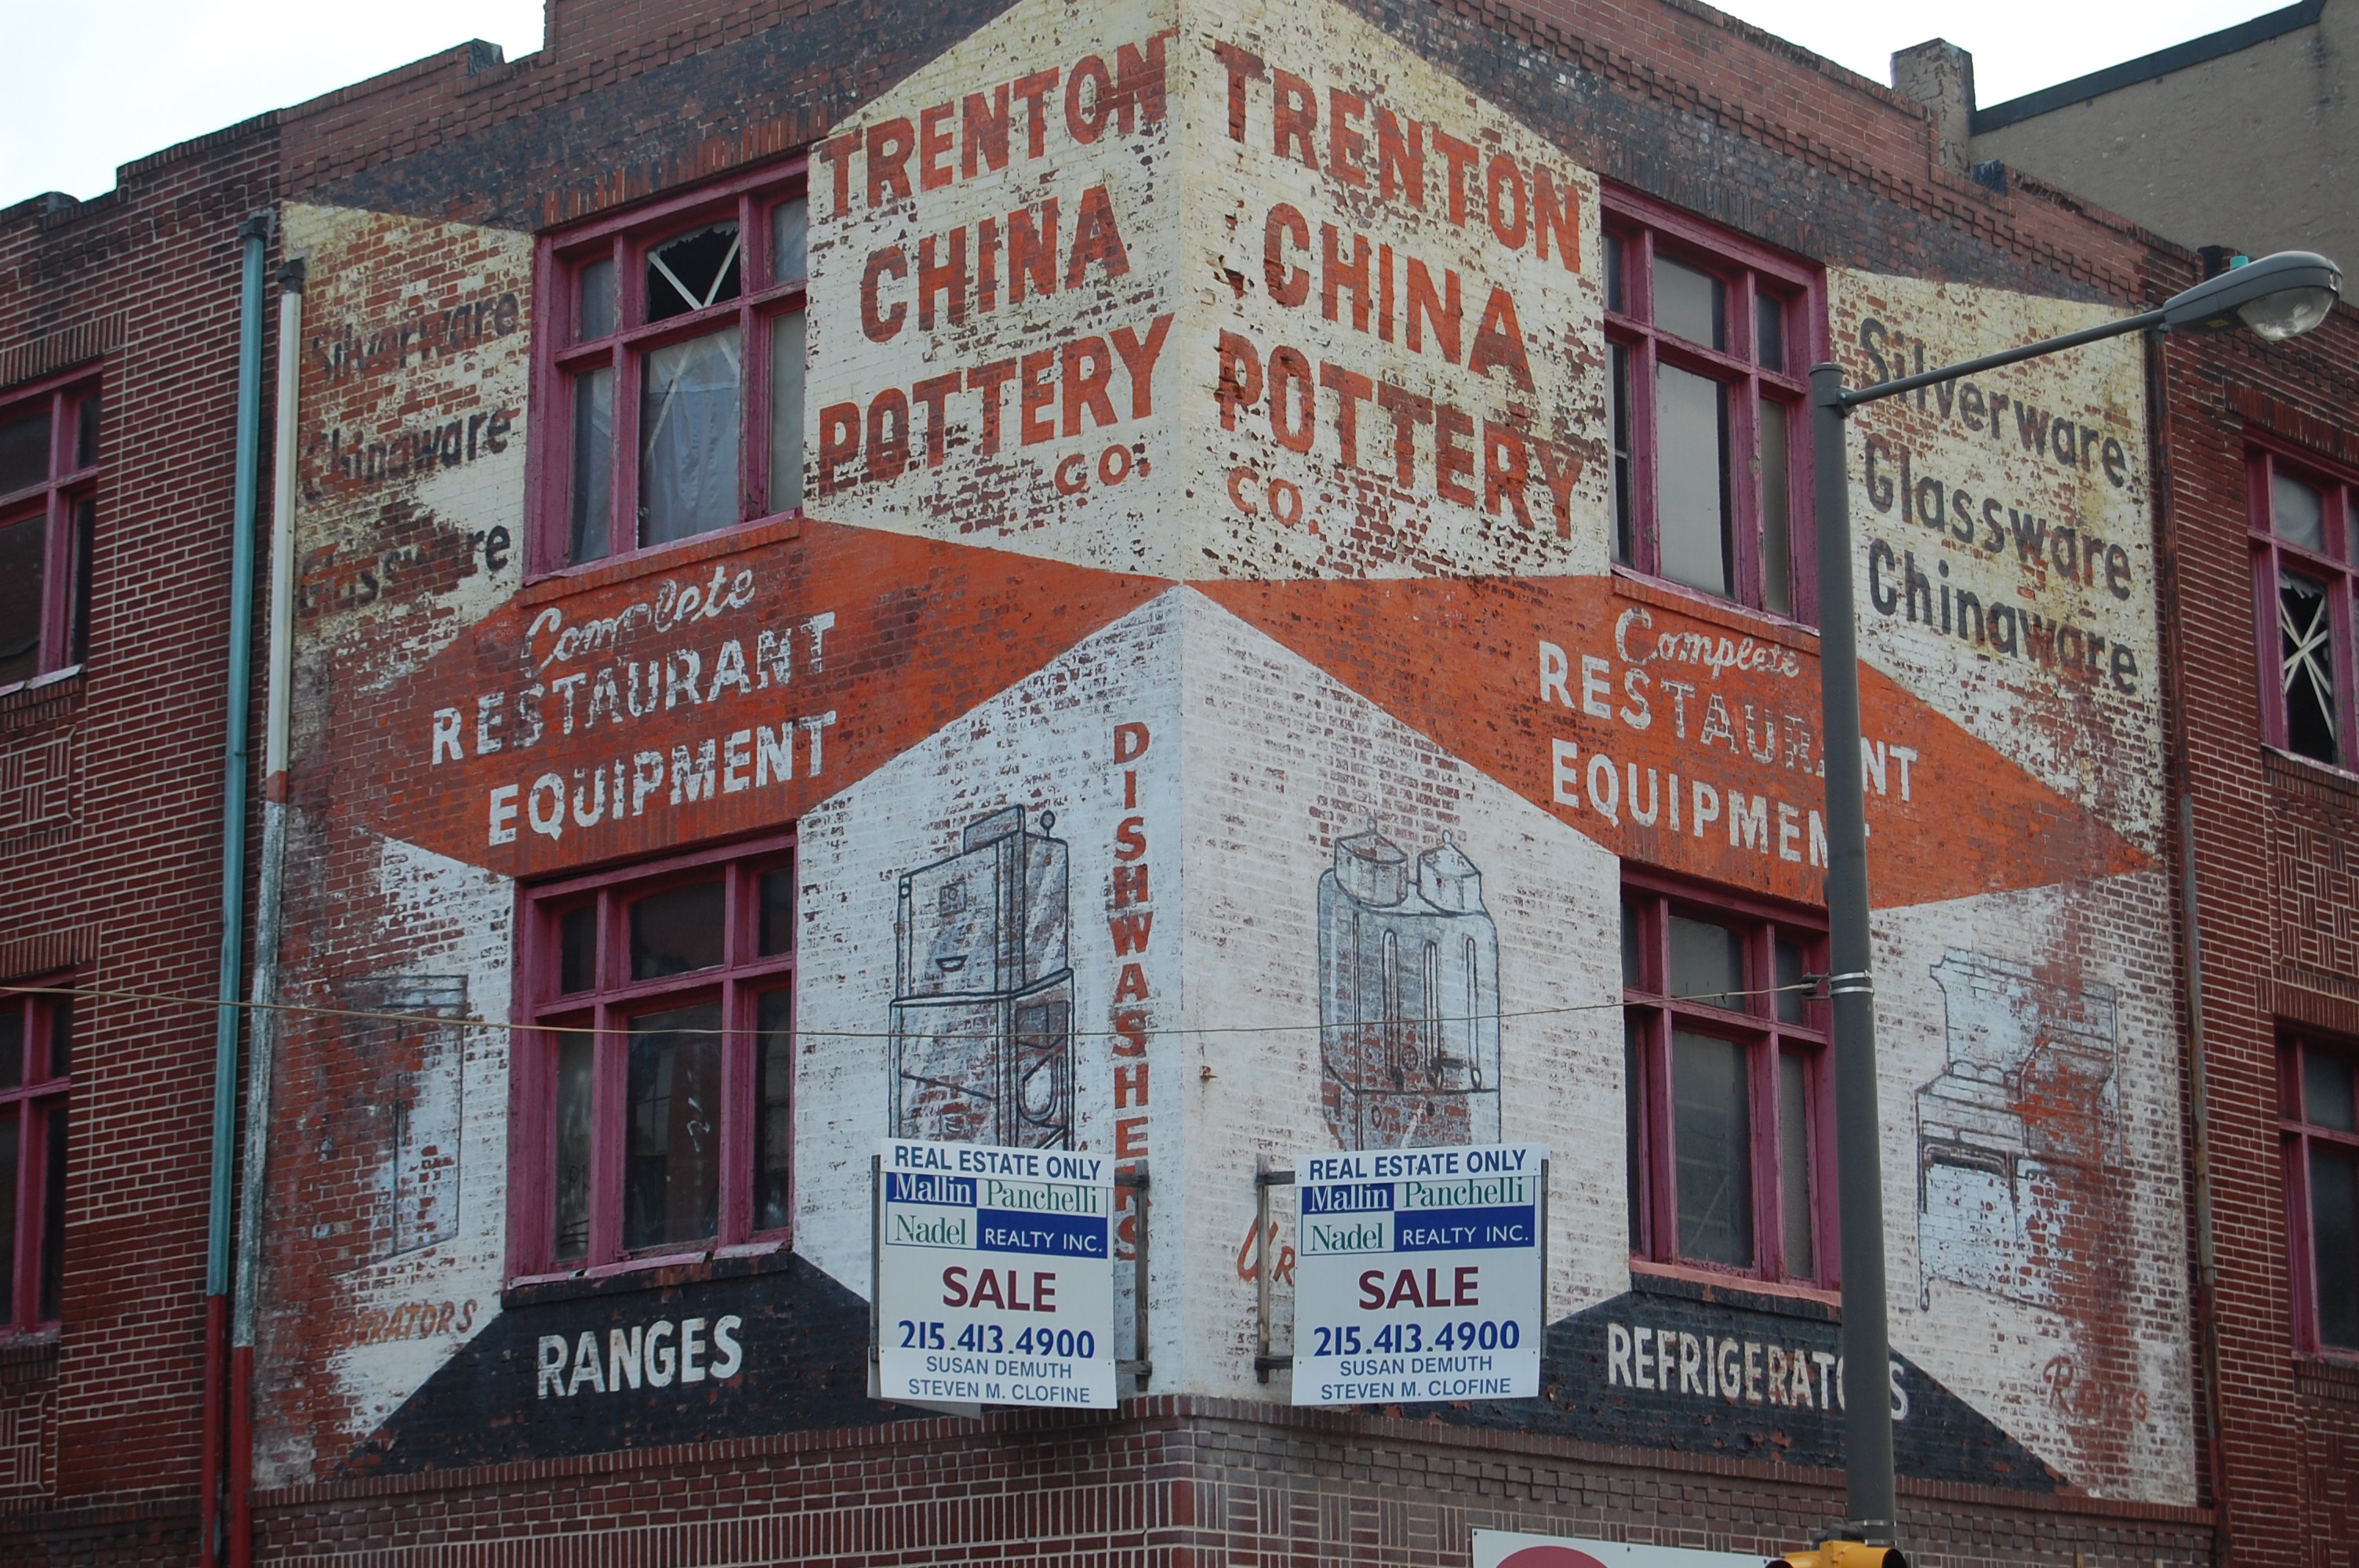 TRENTON
CHINA
POTTERY
CO.
TRENTON
CHINA
POTTERY
CO.
Silverware
Chinaware
Glassware
Silverware
Glassware
Chinaware
Complete
RESTAURANT
EQUIPMENT
Complete
RESTAURANT
EQUIPMENT
DISHWASHERS
REAL ESTATE ONLY
Mallin Panchelli
Nadel REALTY INC.
SALE
215.413.4900
SUSAN DEMUTH
STEVEN M. CLOFINE
REAL ESTATE ONLY
Mallin Panchelli
Nadel REALTY INC.
SALE
215.413.4900
SUSAN DEMUTH
STEVEN M. CLOFINE
RANGES
REFRIGERATORS